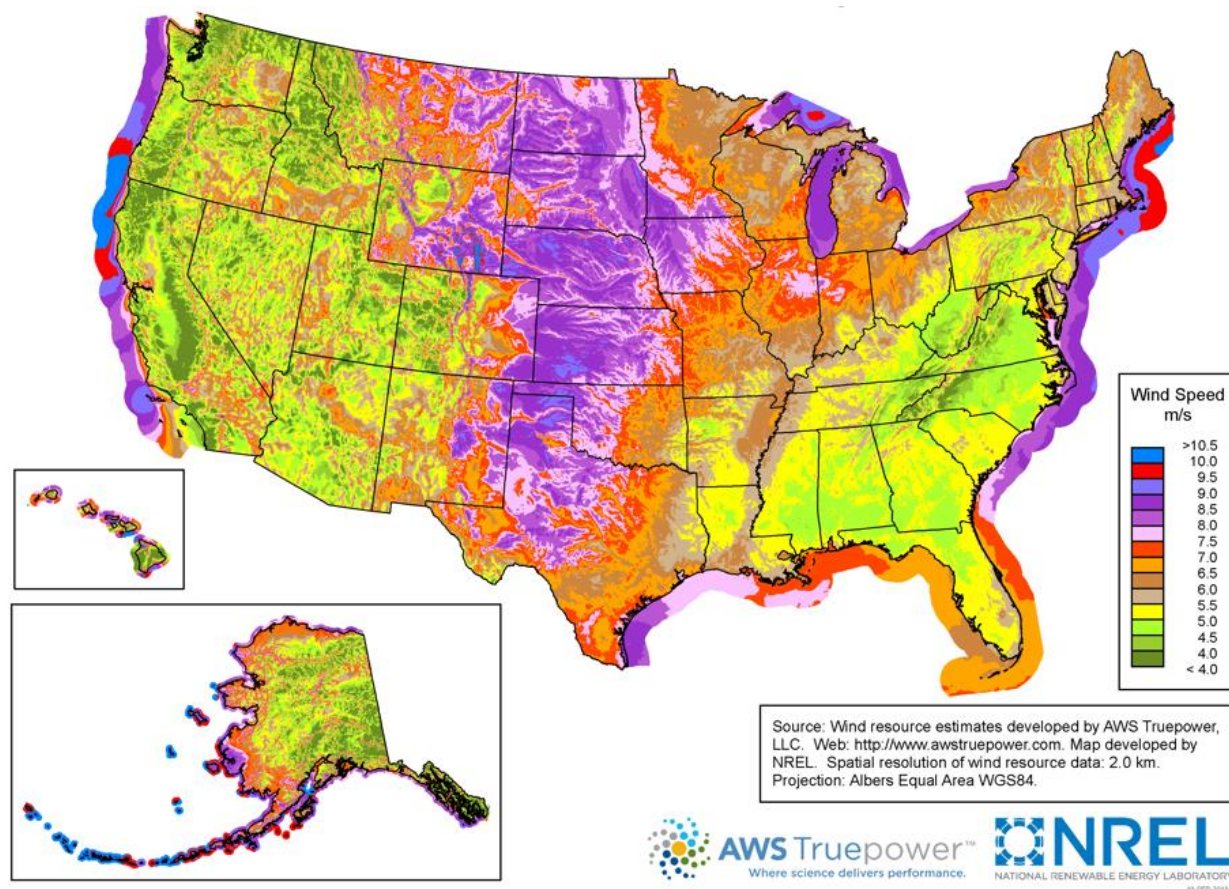 Wind Speed
m/s
>10.5
10.0
9.5
9.0
8.5
8.0
7.5
7.0
6.5
6.0
5.5
5.0
4.5
4.0
< 4.0
Source: Wind resource estimates developed by AWS Truepower,
LLC. Web: http://www.awstruepower.com. Map developed by
NREL. Spatial resolution of wind resource data: 2.0 km.
Projection: Albers Equal Area WGS84.
AWS Truepower™
Where science delivers performance.
NREL
NATIONAL RENEWABLE ENERGY LABORATOR